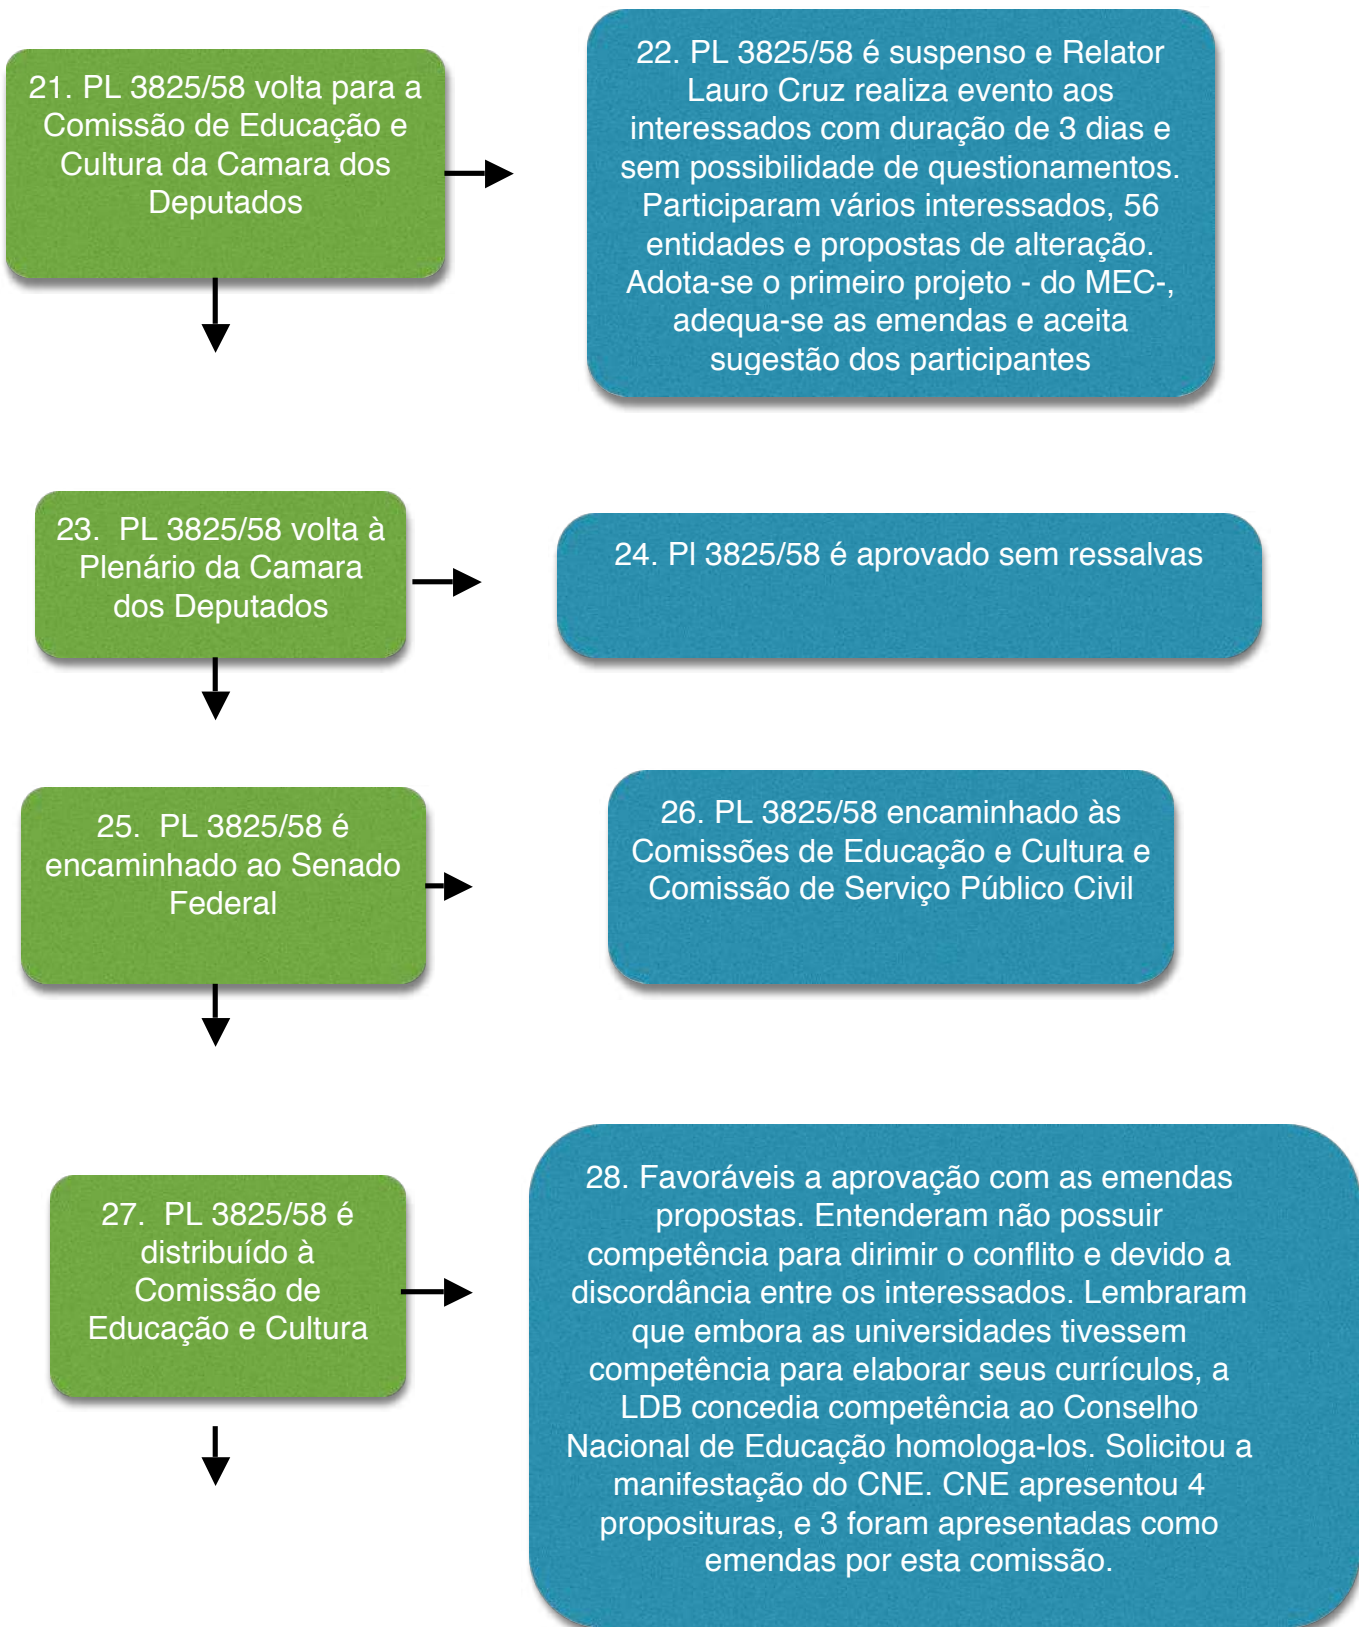 21. PL 3825/58 volta para a
Comissão de Educação e
Cultura da Camara dos
Deputados
22. PL 3825/58 é suspenso e Relator
Lauro Cruz realiza evento aos
interessados com duração de 3 dias e
sem possibilidade de questionamentos.
Participaram vários interessados, 56
entidades e propostas de alteração.
Adota-se o primeiro projeto - do MEC-,
adequa-se as emendas e aceita
sugestão dos participantes
23.  PL 3825/58 volta à
Plenário da Camara
dos Deputados
24. Pl 3825/58 é aprovado sem ressalvas
25.  PL 3825/58 é
encaminhado ao Senado
Federal
26. PL 3825/58 encaminhado às
Comissões de Educação e Cultura e
Comissão de Serviço Público Civil
27.  PL 3825/58 é
distribuído à
Comissão de
Educação e Cultura
28. Favoráveis a aprovação com as emendas
propostas. Entenderam não possuir
competência para dirimir o conflito e devido a
discordância entre os interessados. Lembraram
que embora as universidades tivessem
competência para elaborar seus currículos, a
LDB concedia competência ao Conselho
Nacional de Educação homologa-los. Solicitou a
manifestação do CNE. CNE apresentou 4
proposituras, e 3 foram apresentadas como
emendas por esta comissão.